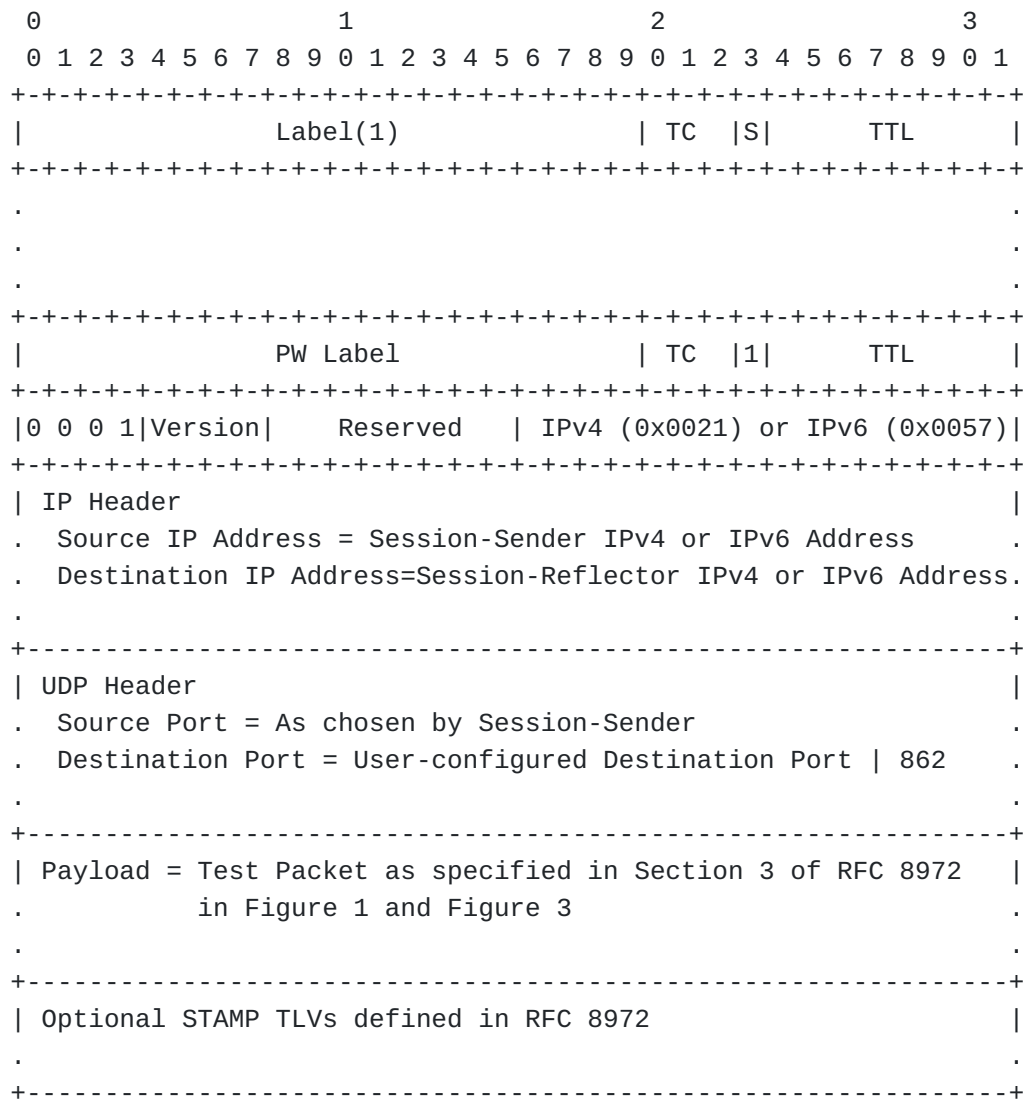 0                   1                   2                   3
 0 1 2 3 4 5 6 7 8 9 0 1 2 3 4 5 6 7 8 9 0 1 2 3 4 5 6 7 8 9 0 1
+-+-+-+-+-+-+-+-+-+-+-+-+-+-+-+-+-+-+-+-+-+-+-+-+-+-+-+-+-+-+-+-+
|                Label(1)               | TC  |S|      TTL      |
+-+-+-+-+-+-+-+-+-+-+-+-+-+-+-+-+-+-+-+-+-+-+-+-+-+-+-+-+-+-+-+-+
.                                                               .
.                                                               .
.                                                               .
+-+-+-+-+-+-+-+-+-+-+-+-+-+-+-+-+-+-+-+-+-+-+-+-+-+-+-+-+-+-+-+-+
|                PW Label               | TC  |1|      TTL      |
+-+-+-+-+-+-+-+-+-+-+-+-+-+-+-+-+-+-+-+-+-+-+-+-+-+-+-+-+-+-+-+-+
|0 0 0 1|Version|    Reserved   | IPv4 (0x0021) or IPv6 (0x0057)|
+-+-+-+-+-+-+-+-+-+-+-+-+-+-+-+-+-+-+-+-+-+-+-+-+-+-+-+-+-+-+-+-+
| IP Header                                                     |
.  Source IP Address = Session-Sender IPv4 or IPv6 Address      .
.  Destination IP Address=Session-Reflector IPv4 or IPv6 Address.
.                                                               .
+---------------------------------------------------------------+
| UDP Header                                                    |
.  Source Port = As chosen by Session-Sender                    .
.  Destination Port = User-configured Destination Port | 862    .
.                                                               .
+---------------------------------------------------------------+
| Payload = Test Packet as specified in Section 3 of RFC 8972   |
.           in Figure 1 and Figure 3                            .
.                                                               .
+---------------------------------------------------------------+
| Optional STAMP TLVs defined in RFC 8972                       |
.                                                               .
+---------------------------------------------------------------+